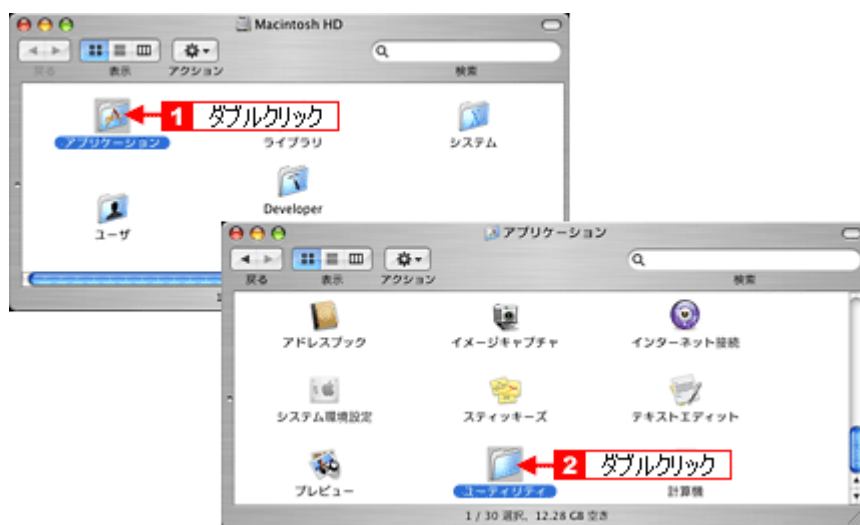 Macintosh HD
戻る 表示 アクション 検索
1 ダブルクリック
アプリケーション ライブラリ システム
ユーザ Developer
アプリケーション
戻る 表示 アクション 検索
アドレスブック イメージキャプチャ インターネット接続
システム環境設定 スティッキーズ テキストエディット
2 ダブルクリック
プレビュー ユーティリティ 計算機
1 / 30 選択、12.28 GB 空き